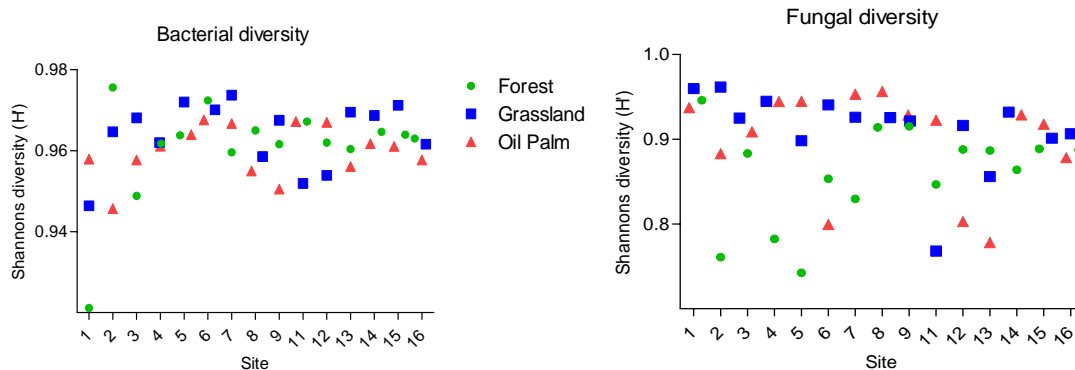 Bacterial diversity
Shannons diversity (H')
0.98
0.96
0.94
1 2 3 4 5 6 7 8 9 11 12 13 14 15 16
Site
Forest
Grassland
Oil Palm
Fungal diversity
Shannons diversity (H')
1.0
0.9
0.8
0.7
1 2 3 4 5 6 7 8 9 11 12 13 14 15 16
Site